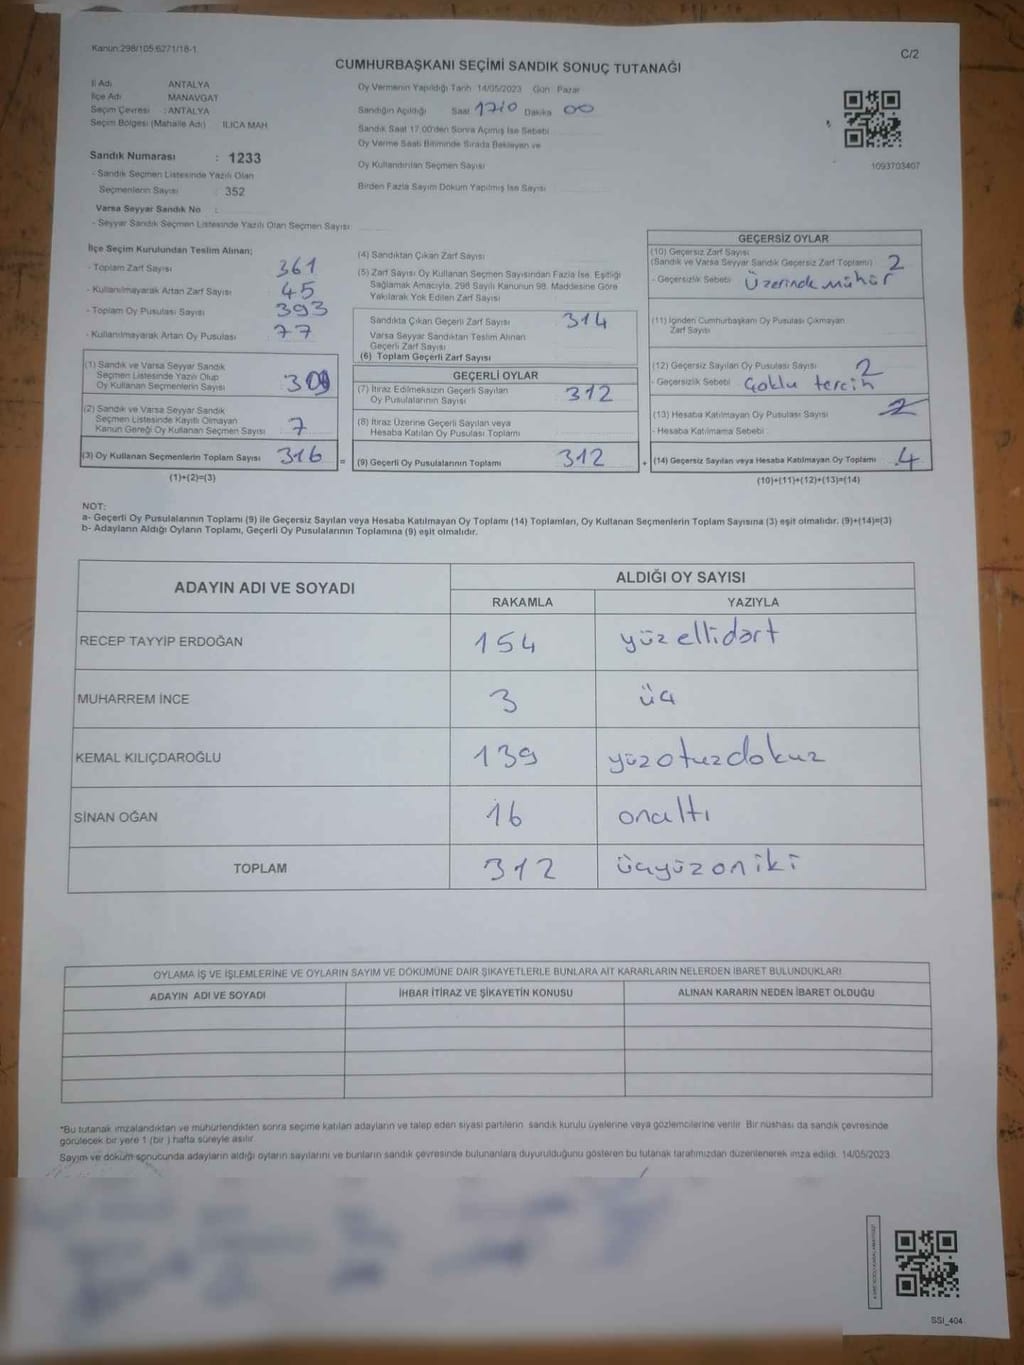 Kanun:298/105;6271/18-1
C/2
CUMHURBAŞKANI SEÇİMİ SANDIK SONUÇ TUTANAĞI
İl Adı ANTALYA
İlçe Adı MANAVGAT
Seçim Çevresi : ANTALYA
Seçim Bölgesi (Mahalle Adı) ILICA MAH
Sandık Numarası : 1233
- Sandık Seçmen Listesinde Yazılı Olan
Seçmenlerin Sayısı : 352
Varsa Seyyar Sandık No :
- Seyyar Sandık Seçmen Listesinde Yazılı Olan Seçmen Sayısı:
Oy Vermenin Yapıldığı Tarih 14/05/2023 Gün Pazar
Sandığın Açıldığı Saat 17:10 Dakika 00
Sandık Saat 17.00'den Sonra Açılmış İse Sebebi
Oy Verme Saati Bitiminde Sırada Bekleyen ve
Oy Kullandırılan Seçmen Sayısı
Birden Fazla Sayım Döküm Yapılmış İse Sayısı
1093703407
İlçe Seçim Kurulundan Teslim Alınan;
- Toplam Zarf Sayısı 361
- Kullanılmayarak Artan Zarf Sayısı 45
- Toplam Oy Pusulası Sayısı 393
- Kullanılmayarak Artan Oy Pusulası 77
(1) Sandık ve Varsa Seyyar Sandık
Seçmen Listesinde Yazılı Olup
Oy Kullanan Seçmenlerin Sayısı 309
(2) Sandık ve Varsa Seyyar Sandık
Seçmen Listesinde Kayıtlı Olmayan
Kanun Gereği Oy Kullanan Seçmen Sayısı 7
(3) Oy Kullanan Seçmenlerin Toplam Sayısı 316
(1)+(2)=(3)
(4) Sandıktan Çıkan Zarf Sayısı
(5) Zarf Sayısı Oy Kullanan Seçmen Sayısından Fazla İse, Eşitliği
Sağlamak Amacıyla, 298 Sayılı Kanunun 98. Maddesine Göre
Yakılarak Yok Edilen Zarf Sayısı
Sandıkta Çıkan Geçerli Zarf Sayısı 314
Varsa Seyyar Sandıktan Teslim Alınan
Geçerli Zarf Sayısı
(6) Toplam Geçerli Zarf Sayısı
GEÇERLİ OYLAR
(7) İtiraz Edilmeksizin Geçerli Sayılan
Oy Pusulalarının Sayısı 312
(8) İtiraz Üzerine Geçerli Sayılan veya
Hesaba Katılan Oy Pusulası Toplamı
= (9) Geçerli Oy Pusulalarının Toplamı 312
GEÇERSİZ OYLAR
(10) Geçersiz Zarf Sayısı
(Sandık ve Varsa Seyyar Sandık Geçersiz Zarf Toplamı) 2
- Geçersizlik Sebebi Üzerinde mühür
(11) İçinden Cumhurbaşkanı Oy Pusulası Çıkmayan
Zarf Sayısı
(12) Geçersiz Sayılan Oy Pusulası Sayısı 2
- Geçersizlik Sebebi Çoklu tercih
(13) Hesaba Katılmayan Oy Pusulası Sayısı 2
- Hesaba Katılmama Sebebi
+ (14) Geçersiz Sayılan veya Hesaba Katılmayan Oy Toplamı 4
(10)+(11)+(12)+(13)=(14)
NOT:
a- Geçerli Oy Pusulalarının Toplamı (9) ile Geçersiz Sayılan veya Hesaba Katılmayan Oy Toplamı (14) Toplamları, Oy Kullanan Seçmenlerin Toplam Sayısına (3) eşit olmalıdır. (9)+(14)=(3)
b- Adayların Aldığı Oyların Toplamı, Geçerli Oy Pusulalarının Toplamına (9) eşit olmalıdır.
ADAYIN ADI VE SOYADI ALDIĞI OY SAYISI
RAKAMLA YAZIYLA
RECEP TAYYİP ERDOĞAN 154 yüzellidört
MUHARREM İNCE 3 üç
KEMAL KILIÇDAROĞLU 139 yüzotuzdokuz
SİNAN OĞAN 16 onaltı
TOPLAM 312 üçyüzoniki
OYLAMA İŞ VE İŞLEMLERİNE VE OYLARIN SAYIM VE DÖKÜMÜNE DAİR ŞİKAYETLERLE BUNLARA AİT KARARLARIN NELERDEN İBARET BULUNDUKLARI
ADAYIN ADI VE SOYADI İHBAR İTİRAZ VE ŞİKAYETİN KONUSU ALINAN KARARIN NEDEN İBARET OLDUĞU
*Bu tutanak imzalandıktan ve mühürlendikten sonra seçime katılan adayların ve talep eden siyasi partilerin sandık kurulu üyelerine veya gözlemcilerine verilir. Bir nüshası da sandık çevresinde
görülecek bir yere 1 (bir ) hafta süreyle asılır.
Sayım ve döküm sonucunda adayların aldığı oyların sayılarını ve bunların sandık çevresinde bulunanlara duyurulduğunu gösteren bu tutanak tarafımızdan düzenlenerek imza edildi. 14/05/2023
SSİ_404